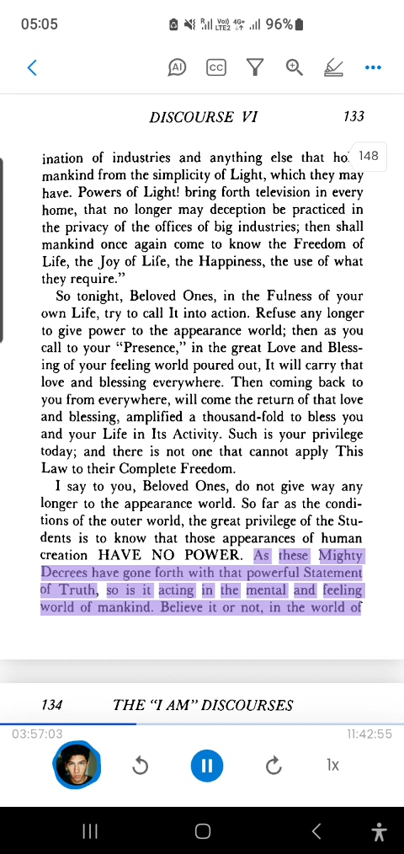 05:05
96%
AI
CC
DISCOURSE VI 133
148
ination of industries and anything else that ho
mankind from the simplicity of Light, which they may
have. Powers of Light! bring forth television in every
home, that no longer may deception be practiced in
the privacy of the offices of big industries; then shall
mankind once again come to know the Freedom of
Life, the Joy of Life, the Happiness, the use of what
they require.”
So tonight, Beloved Ones, in the Fulness of your
own Life, try to call It into action. Refuse any longer
to give power to the appearance world; then as you
call to your “Presence,” in the great Love and Bless-
ing of your feeling world poured out, It will carry that
love and blessing everywhere. Then coming back to
you from everywhere, will come the return of that love
and blessing, amplified a thousand-fold to bless you
and your Life in Its Activity. Such is your privilege
today; and there is not one that cannot apply This
Law to their Complete Freedom.
I say to you, Beloved Ones, do not give way any
longer to the appearance world. So far as the condi-
tions of the outer world, the great privilege of the Stu-
dents is to know that those appearances of human
creation HAVE NO POWER. As these Mighty
Decrees have gone forth with that powerful Statement
of Truth, so is it acting in the mental and feeling
world of mankind. Believe it or not, in the world of
134 THE “I AM” DISCOURSES
03:57:03 11:42:55
1x